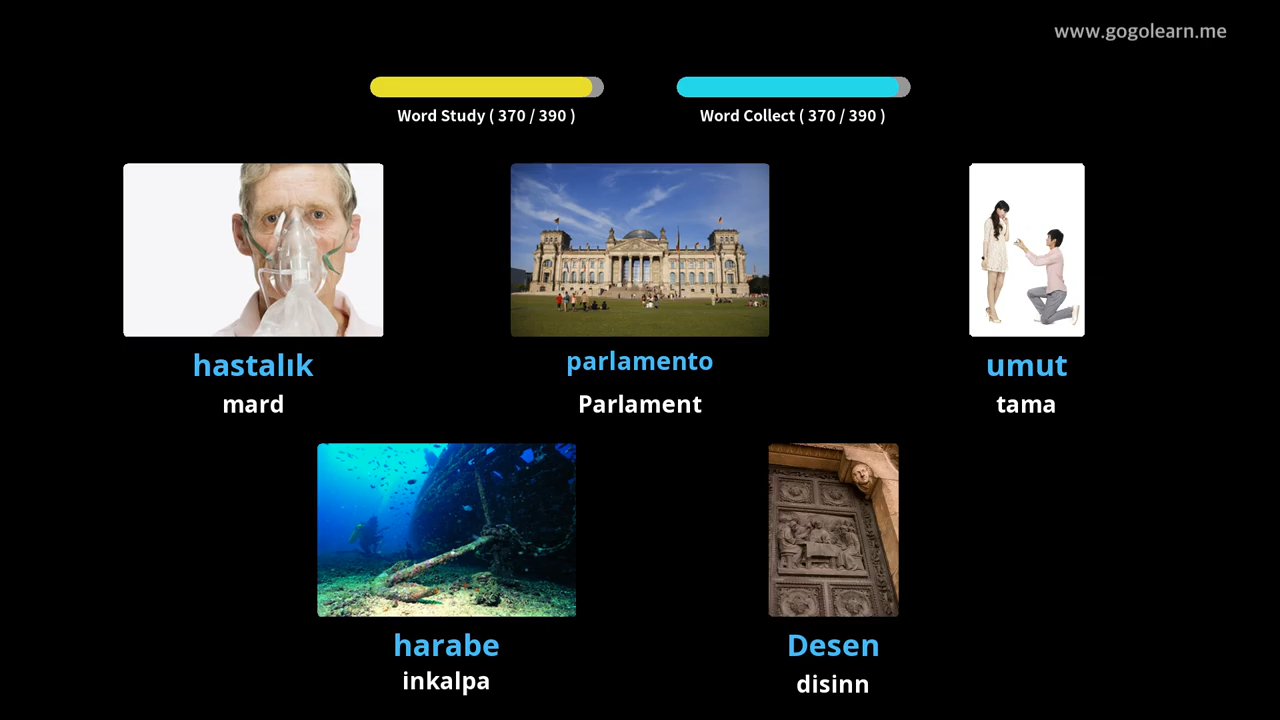 www.gogolearn.me
Word Study ( 370 / 390 )
Word Collect ( 370 / 390 )
hastalık
mard
parlamento
Parlament
umut
tama
harabe
inkalpa
Desen
disinn